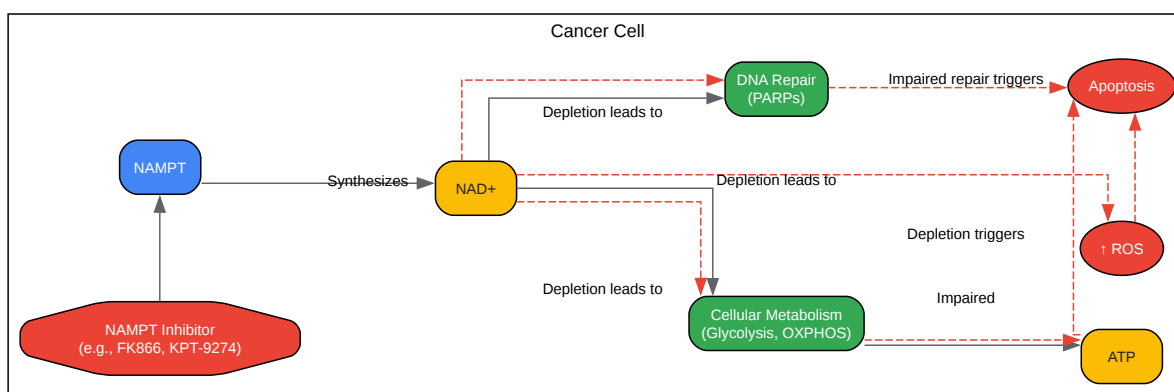 Cancer Cell
DNA Repair
(PARPs)
Impaired repair triggers
Apoptosis
Depletion leads to
NAMPT
Synthesizes
NAD+
Depletion leads to
Depletion triggers
↑ ROS
Depletion leads to
Impaired
NAMPT Inhibitor
(e.g., FK866, KPT-9274)
Cellular Metabolism
(Glycolysis, OXPHOS)
ATP